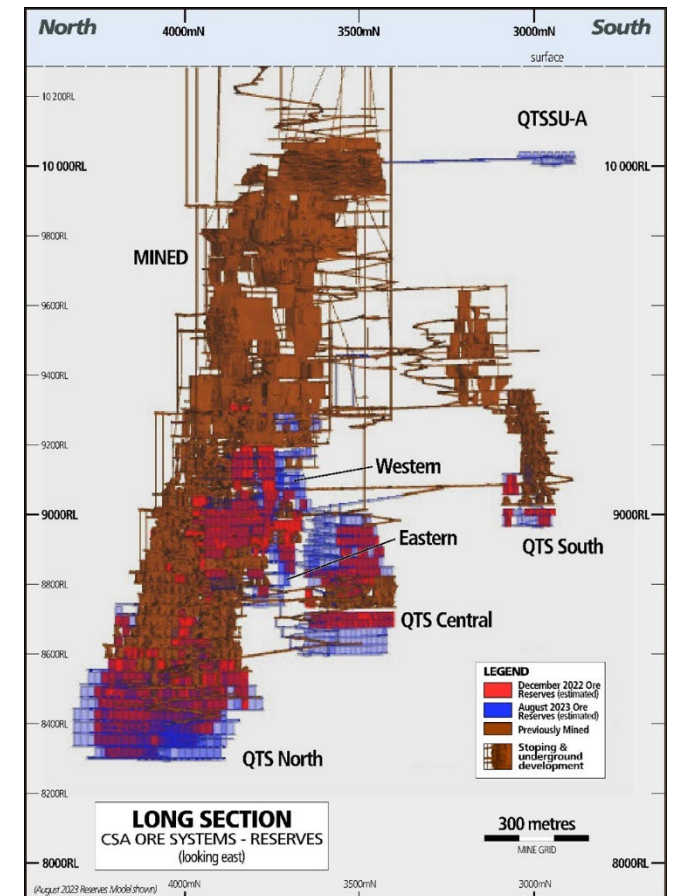 North
4000mN
3500mN
3000mN
South
surface
10 200RL
QTSSU-A
10 000RL
10 000RL
9800RL
MINED
9600RL
9400RL
9200RL
Western
9000RL
9000RL
Eastern
QTS South
8800RL
QTS Central
8600RL
LEGEND
December 2022 Ore
Reserves (estimated)
August 2023 Ore
Reserves (estimated)
Previously Mined
Stoping &
underground
development
8400RL
QTS North
8200RL
LONG SECTION
CSA ORE SYSTEMS - RESERVES
(looking east)
300 metres
MINE GRID
8000RL
8000RL
(August 2023 Reserves Model shown)
4000mN
3500mN
3000mN